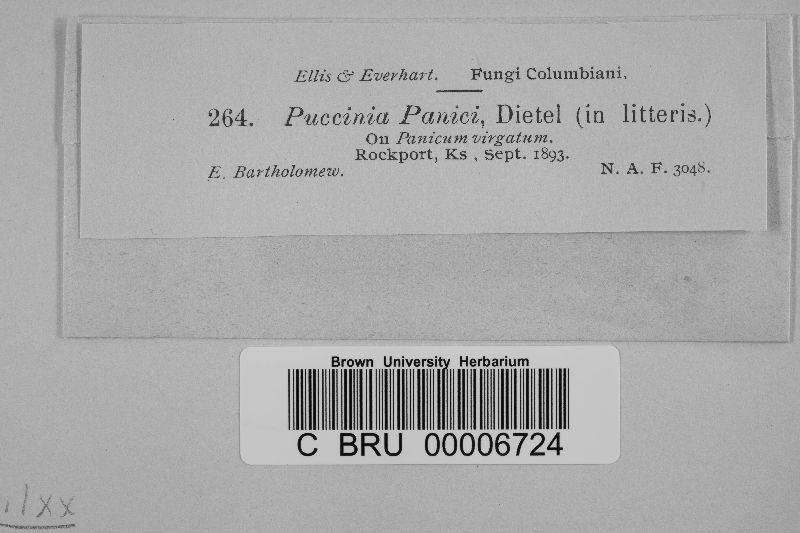 Ellis & Everhart. Fungi Columbiani.
264. Puccinia Panici, Dietel (in litteris.)
On Panicum virgatum.
Rockport, Ks , Sept. 1893.
E. Bartholomew. N. A. F. 3048.
Brown University Herbarium
C BRU 00006724